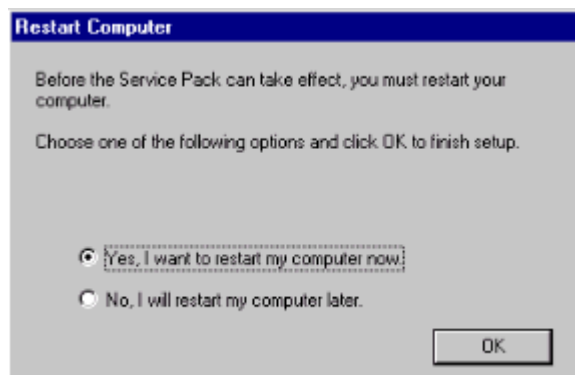 Restart Computer
Before the Service Pack can take effect, you must restart your
computer.
Choose one of the following options and click OK to finish setup.
Yes, I want to restart my computer now.
No, I will restart my computer later.
OK